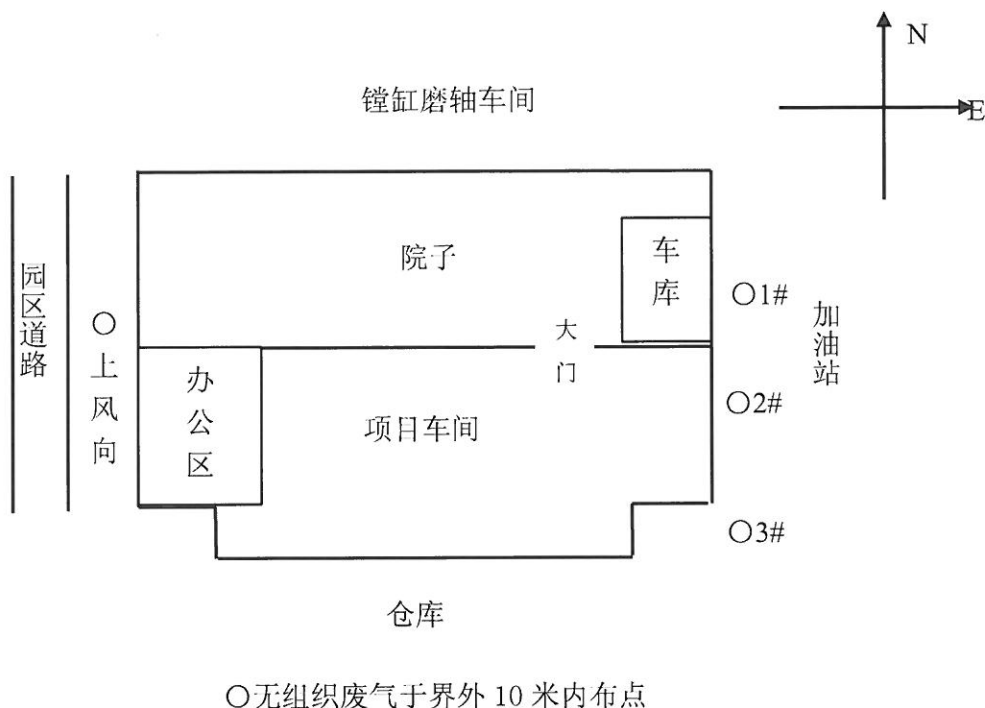 N
E
镗缸磨轴车间
园区道路
○上风向
院子
车库
○1#
加油站
大门
办公区
项目车间
○2#
○3#
仓库
○无组织废气于界外 10 米内布点